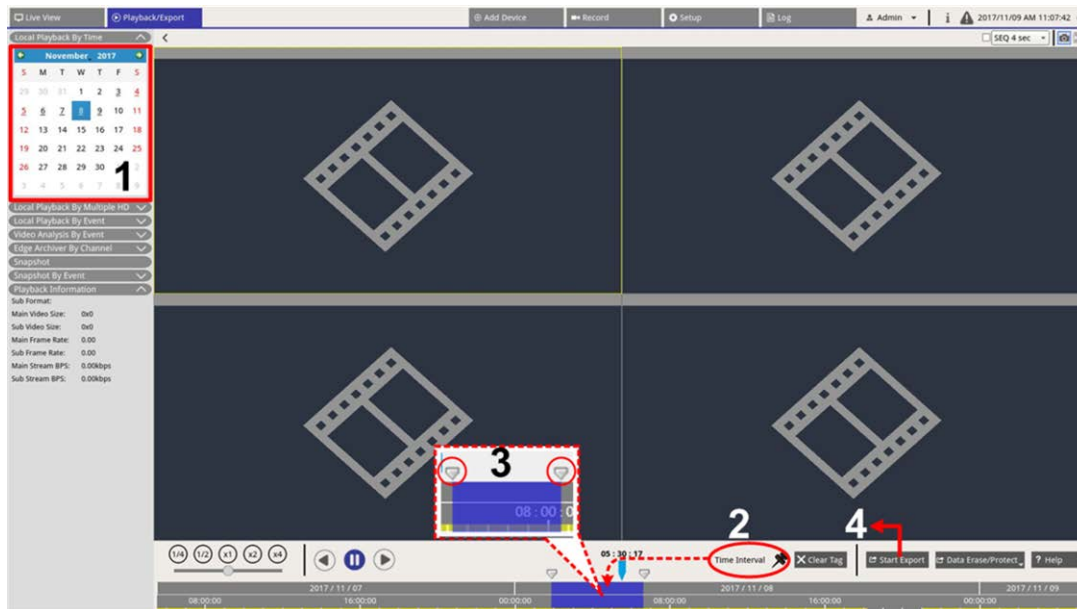 Live View
Playback/Export
Add Device
Record
Setup
Log
Admin
i
2017/11/09 AM 11:07:42
Local Playback By Time
SEQ 4 sec
November 2017
S M T W T F S
29 30 31 1 2 3 4
5 6 7 8 9 10 11
12 13 14 15 16 17 18
19 20 21 22 23 24 25
26 27 28 29 30
3 4 5 6 7 8 9
1
Local Playback By Multiple HD
Local Playback By Event
Video Analysis By Event
Edge Archiver By Channel
Snapshot
Snapshot By Event
Playback Information
Sub Format:
Main Video Size: 0x0
Sub Video Size: 0x0
Main Frame Rate: 0.00
Sub Frame Rate: 0.00
Main Stream BPS: 0.00kbps
Sub Stream BPS: 0.00kbps
3
08:00:0
2
4
1/4 1/2 x1 x2 x4
05 : 30 : 17
Time Interval
Clear Tag
Start Export
Data Erase/Protect
? Help
2017 / 11 / 07
2017 / 11 / 08
2017 / 11 / 09
08:00:00 16:00:00 00:00:00 08:00:00 16:00:00 00:00:00